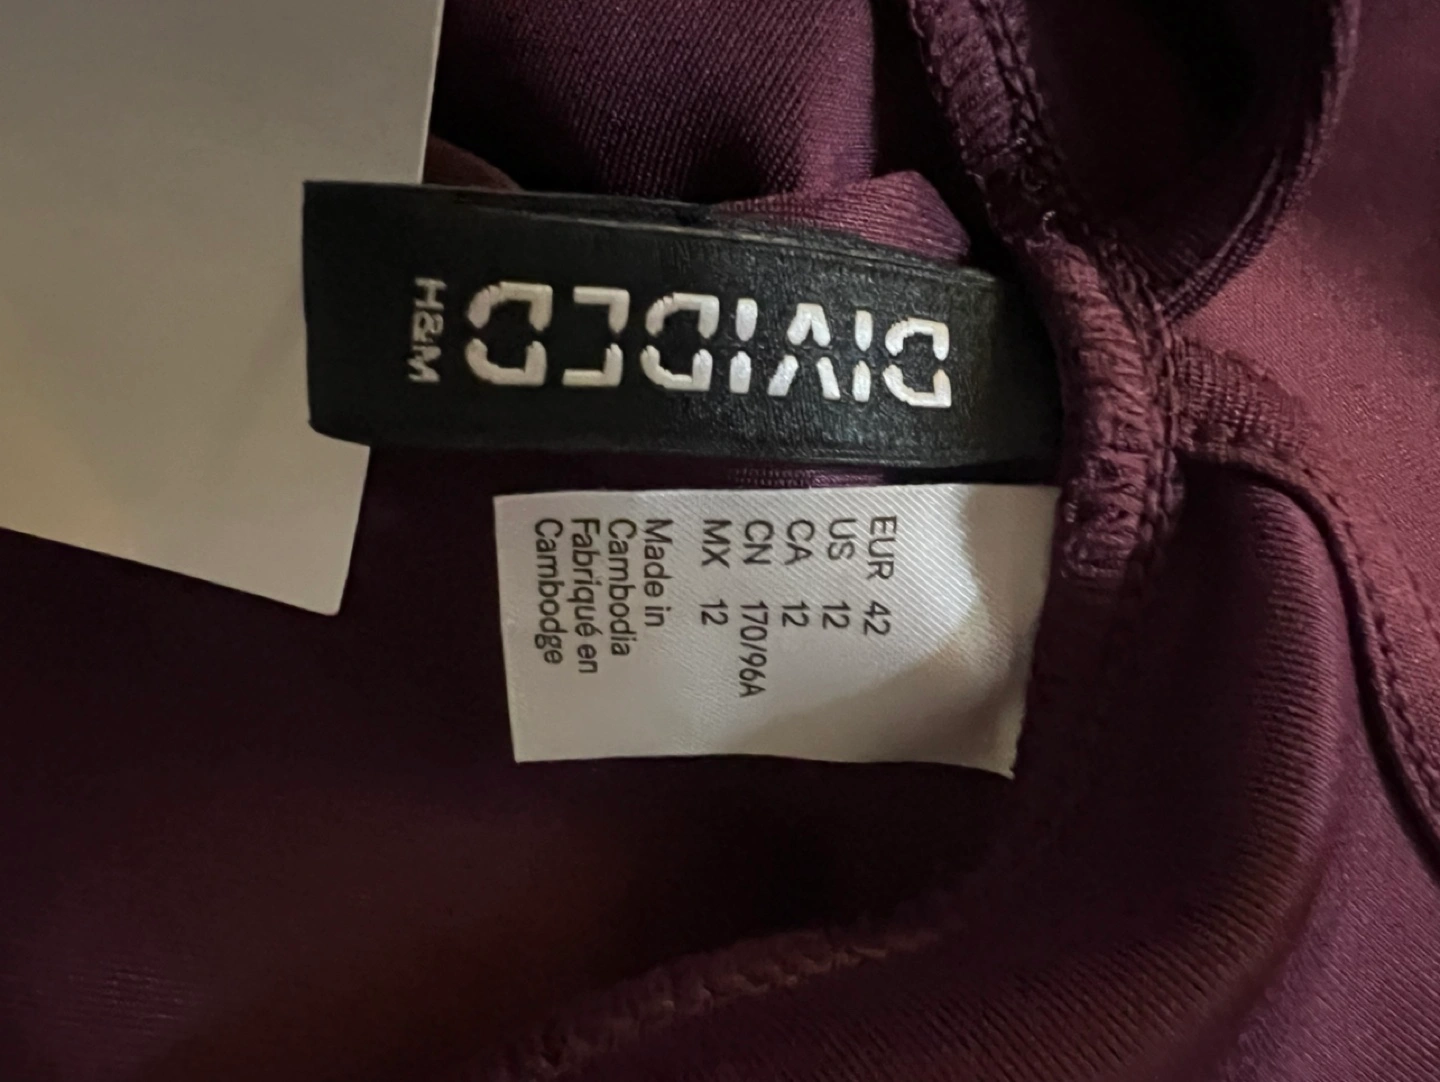 DIVIDED
H&M
EUR 42
US 12
CA 12
CN 170/96A
MX 12
Made in
Cambodia
Fabriqué en
Cambodge